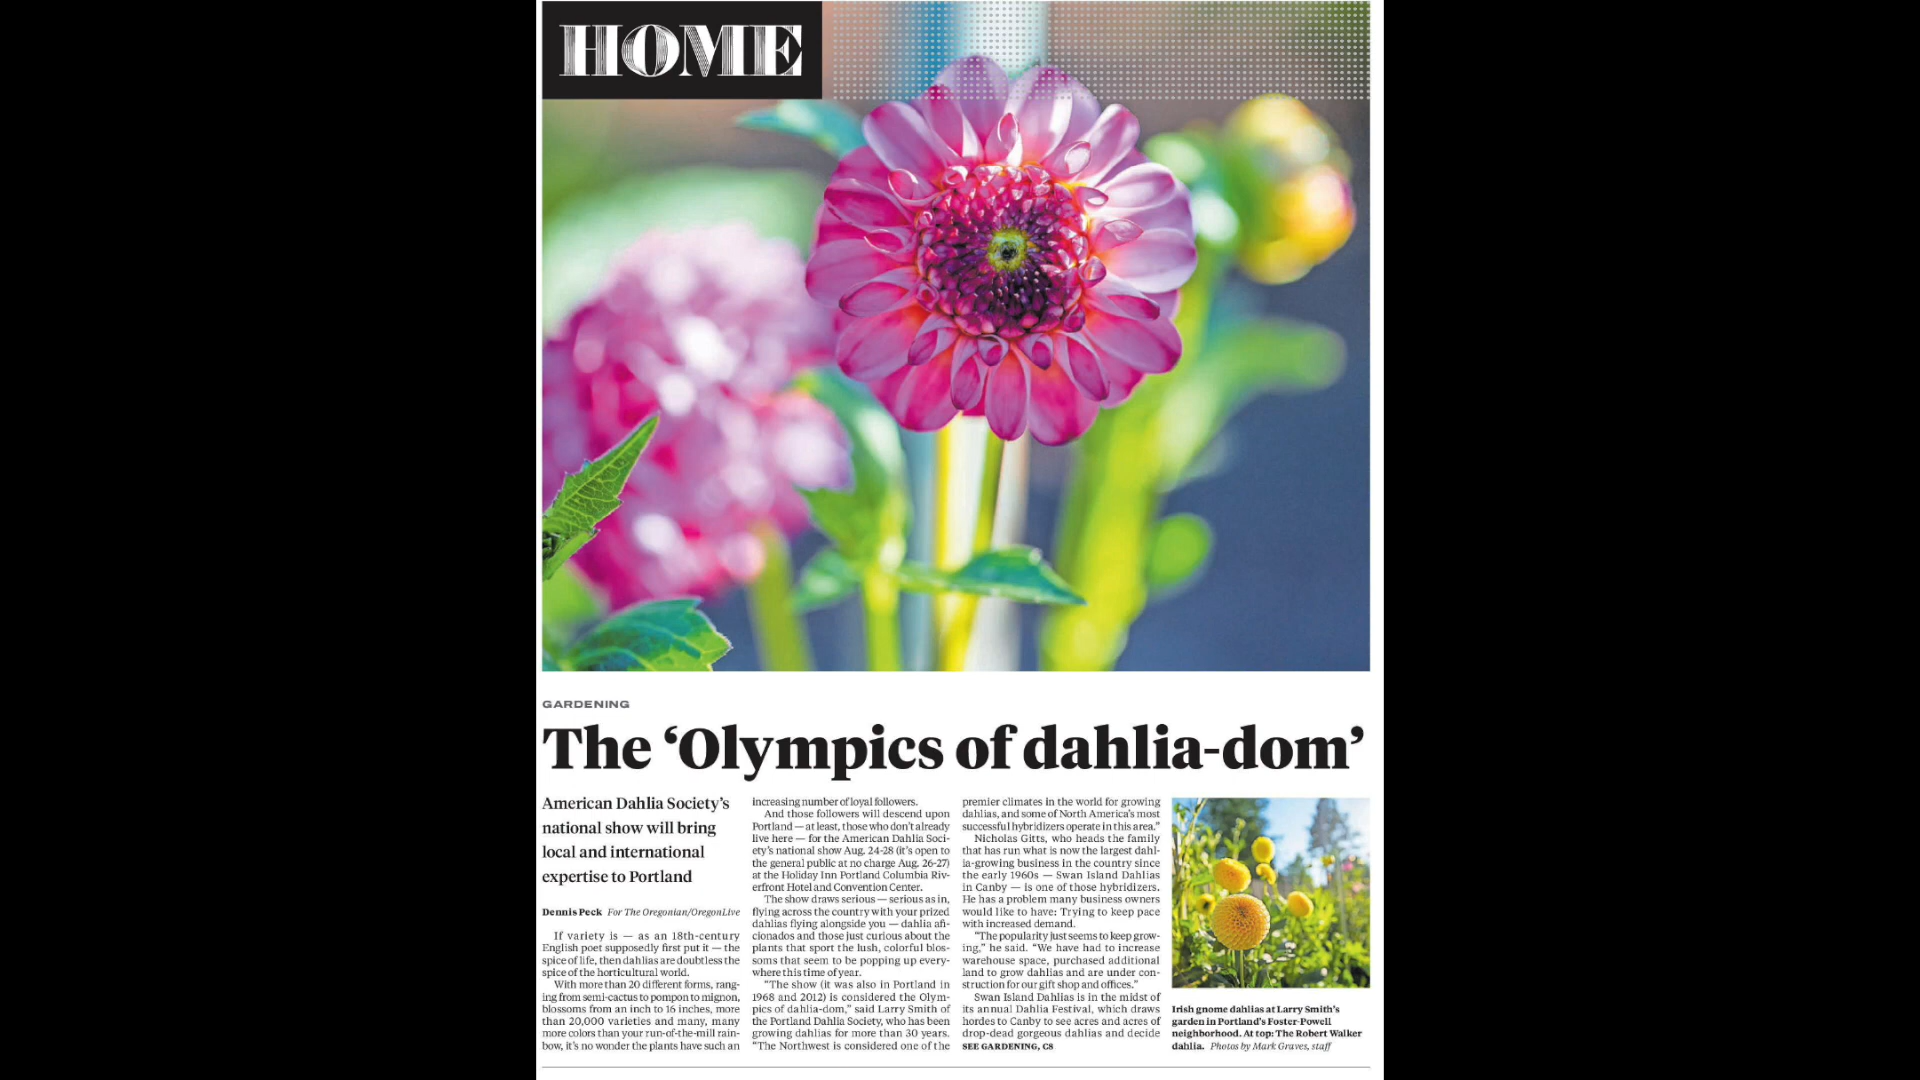 HOME
GARDENING
The ‘Olympics of dahlia-dom’
American Dahlia Society’s
national show will bring
local and international
expertise to Portland
Dennis Peck For The Oregonian/OregonLive
If variety is — as an 18th-century
English poet supposedly first put it — the
spice of life, then dahlias are doubtless the
spice of the horticultural world.
With more than 20 different forms, rang-
ing from semi-cactus to pompon to mignon,
blossoms from an inch to 16 inches, more
than 20,000 varieties and many, many
more colors than your run-of-the-mill rain-
bow, it’s no wonder the plants have such an
increasing number of loyal followers.
And those followers will descend upon
Portland — at least, those who don’t already
live here — for the American Dahlia Soci-
ety’s national show Aug. 24-28 (it’s open to
the general public at no charge Aug. 26-27)
at the Holiday Inn Portland Columbia Riv-
erfront Hotel and Convention Center.
The show draws serious — serious as in,
flying across the country with your prized
dahlias flying alongside you — dahlia afi-
cionados and those just curious about the
plants that sport the lush, colorful blos-
soms that seem to be popping up every-
where this time of year.
“The show (it was also in Portland in
1968 and 2012) is considered the Olym-
pics of dahlia-dom,” said Larry Smith of
the Portland Dahlia Society, who has been
growing dahlias for more than 30 years.
“The Northwest is considered one of the
premier climates in the world for growing
dahlias, and some of North America’s most
successful hybridizers operate in this area.”
Nicholas Gitts, who heads the family
that has run what is now the largest dahl-
ia-growing business in the country since
the early 1960s — Swan Island Dahlias
in Canby — is one of those hybridizers.
He has a problem many business owners
would like to have: Trying to keep pace
with increased demand.
“The popularity just seems to keep grow-
ing,” he said. “We have had to increase
warehouse space, purchased additional
land to grow dahlias and are under con-
struction for our gift shop and offices.”
Swan Island Dahlias is in the midst of
its annual Dahlia Festival, which draws
hordes to Canby to see acres and acres of
drop-dead gorgeous dahlias and decide
SEE GARDENING, C8
Irish gnome dahlias at Larry Smith’s
garden in Portland’s Foster-Powell
neighborhood. At top: The Robert Walker
dahlia. Photos by Mark Graves, staff